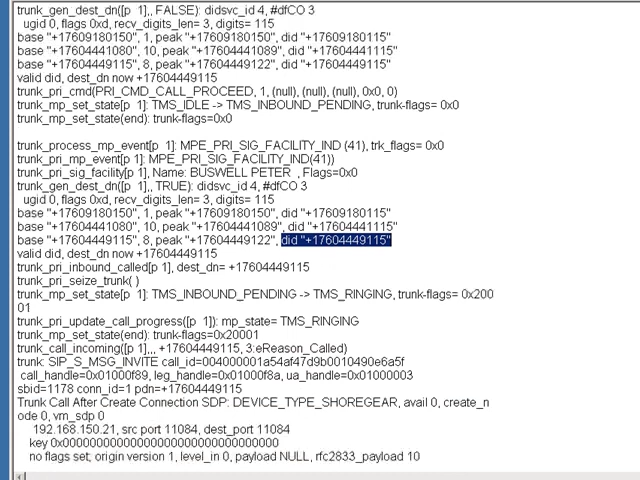 trunk_gen_dest_dn([p  1],, FALSE): didsvc_id 4, #dfCO 3
ugid 0, flags 0xd, recv_digits_len= 3, digits= 115
base "+17609180150", 1, peak "+17609180150", did "+17609180115"
base "+17604441080", 10, peak "+17604441089", did "+17604441115"
base "+17604449115", 8, peak "+17604449122", did "+17604449115"
valid did, dest_dn now +17604449115
trunk_pri_cmd(PRI_CMD_CALL_PROCEED, 1, (null), (null), (null), 0x0, 0)
trunk_mp_set_state[p  1]: TMS_IDLE -> TMS_INBOUND_PENDING, trunk-flags= 0x0
trunk_mp_set_state(end): trunk-flags=0x0
trunk_process_mp_event[p  1]: MPE_PRI_SIG_FACILITY_IND (41), trk_flags= 0x0
trunk_pri_mp_event[p 1]: MPE_PRI_SIG_FACILITY_IND(41))
trunk_pri_sig_facility[p 1], Name: BUSWELL PETER  , Flags=0x0
trunk_gen_dest_dn([p  1],, TRUE): didsvc_id 4, #dfCO 3
ugid 0, flags 0xd, recv_digits_len= 3, digits= 115
base "+17609180150", 1, peak "+17609180150", did "+17609180115"
base "+17604441080", 10, peak "+17604441089", did "+17604441115"
base "+17604449115", 8, peak "+17604449122", did "+17604449115"
valid did, dest_dn now +17604449115
trunk_pri_inbound_called[p 1], dest_dn= +17604449115
trunk_pri_seize_trunk( )
trunk_mp_set_state[p  1]: TMS_INBOUND_PENDING -> TMS_RINGING, trunk-flags= 0x200
01
trunk_pri_update_call_progress([p  1]): mp_state= TMS_RINGING
trunk_mp_set_state(end): trunk-flags=0x20001
trunk_call_incoming([p 1],,, +17604449115, 3:eReason_Called)
trunk: SIP_S_MSG_INVITE call_id=004000001a54af47d9b0010490e6a5f
call_handle=0x01000f89, leg_handle=0x01000f8a, ua_handle=0x01000003
sbid=1178 conn_id=1 pdn=+17604449115
Trunk Call After Create Connection SDP: DEVICE_TYPE_SHOREGEAR, avail 0, create_n
ode 0, vm_sdp 0
192.168.150.21, src port 11084, dest_port 11084
key 0x00000000000000000000000000000000
no flags set; origin version 1, level_in 0, payload NULL, rfc2833_payload 10